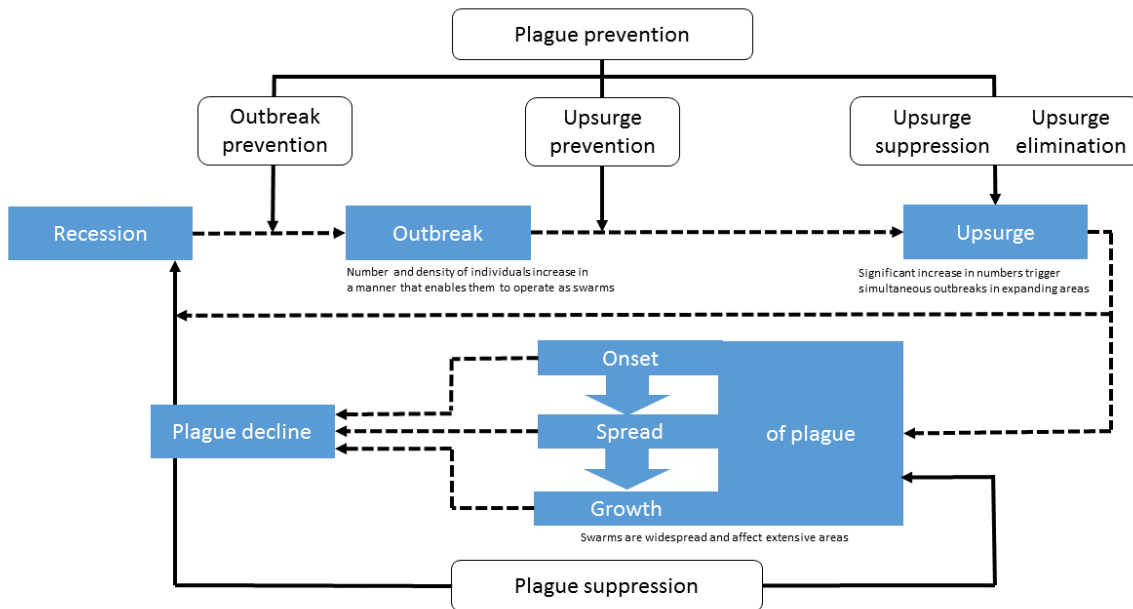 Plague prevention
Outbreak
prevention
Upsurge
prevention
Upsurge
suppression
Upsurge
elimination
Recession
Outbreak
Upsurge
Number and density of individuals increase in
a manner that enables them to operate as swarms
Significant increase in numbers trigger
simultaneous outbreaks in expanding areas
Onset
Plague decline
Spread
of plague
Growth
Swarms are widespread and affect extensive areas
Plague suppression